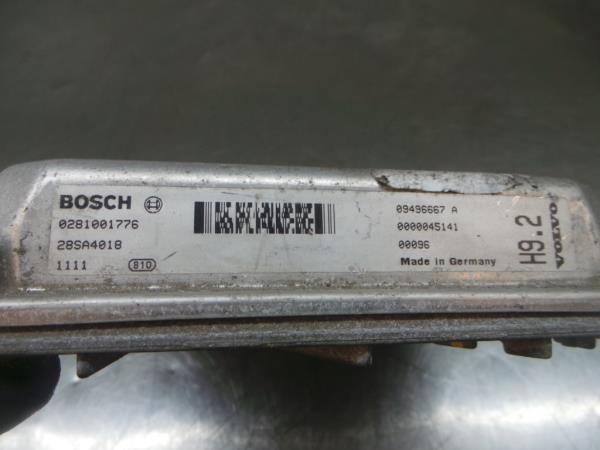 BOSCH
0281001776
28SA4018
1111 810
09496667 A
0000045141
00096
Made in Germany
H9.2
VOLVO